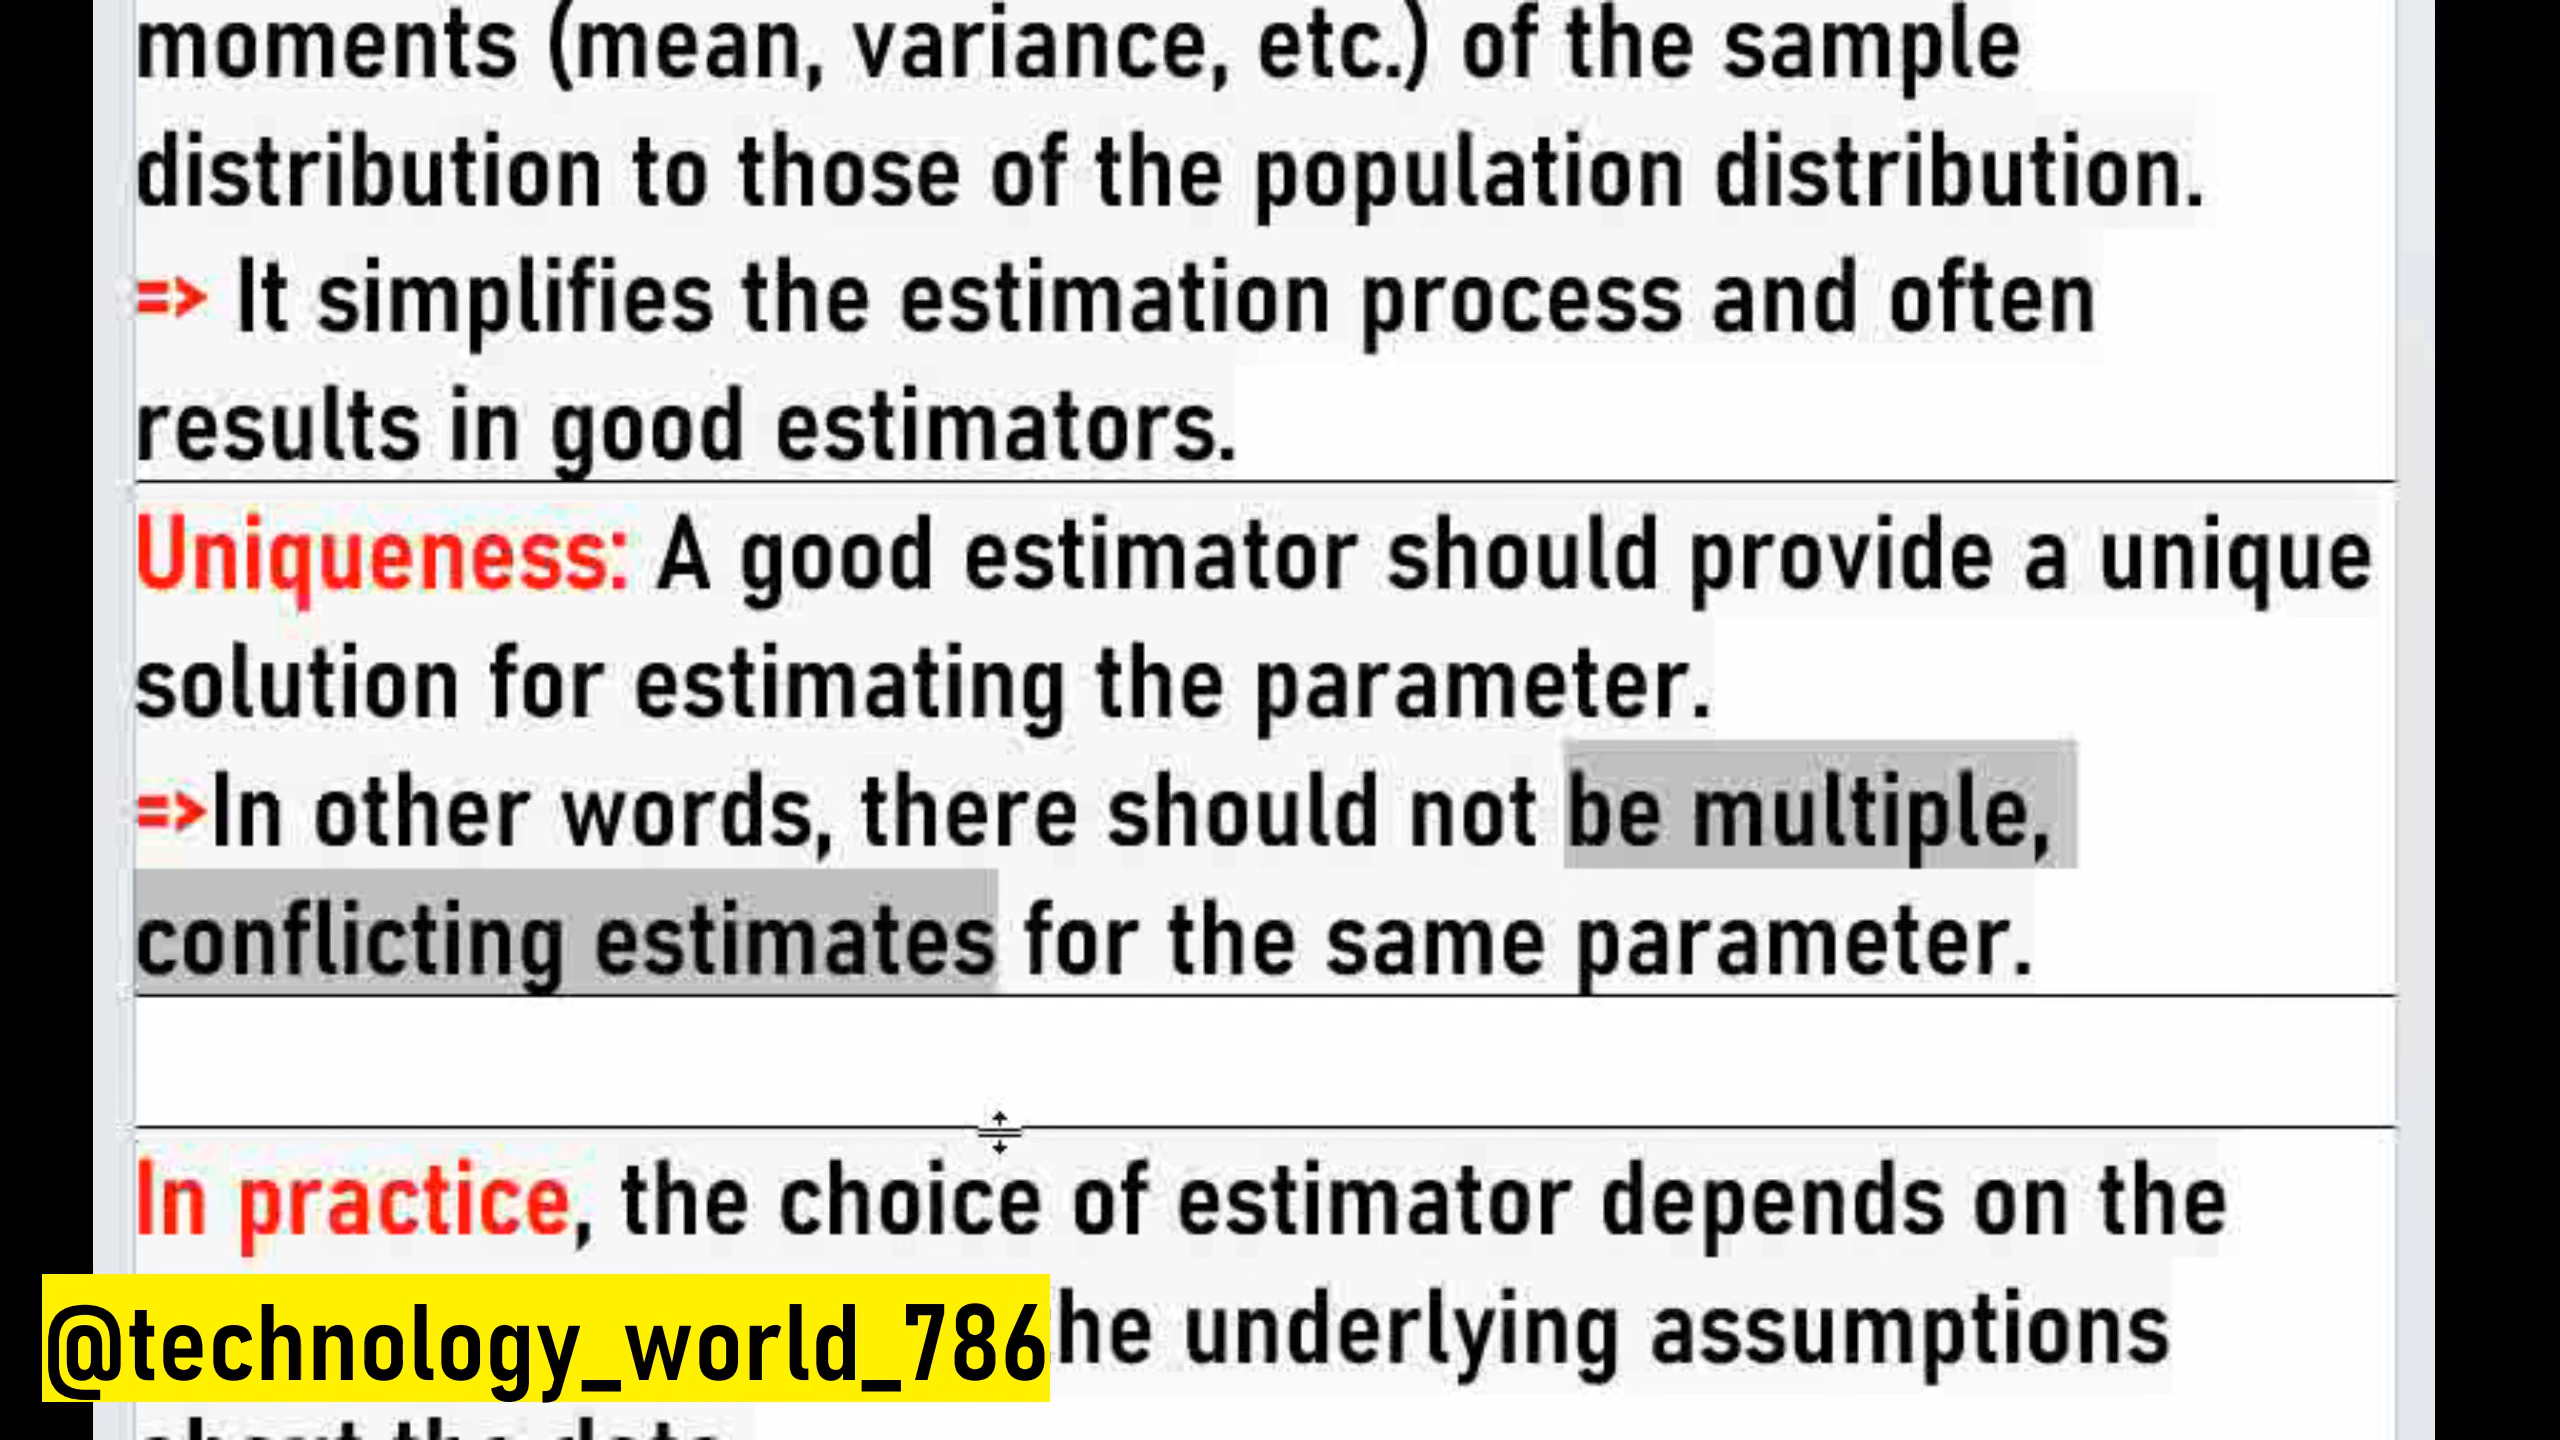 moments (mean, variance, etc.) of the sample
distribution to those of the population distribution.
=> It simplifies the estimation process and often
results in good estimators.
Uniqueness: A good estimator should provide a unique
solution for estimating the parameter.
=>In other words, there should not be multiple,
conflicting estimates for the same parameter.
In practice, the choice of estimator depends on the
@technology_world_786
he underlying assumptions
about the data